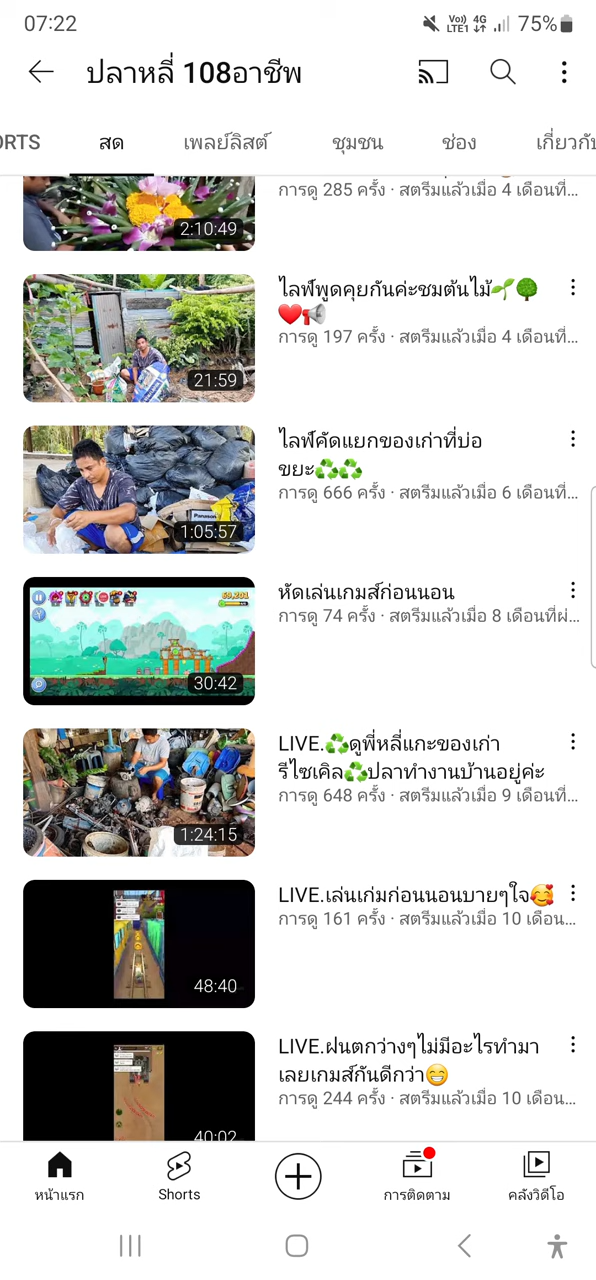 07:22
Vo)) 4G
LTE1
75%
ปลาหลี่ 108อาชีพ
ORTS สด เพลย์ลิสต์ ชุมชน ช่อง เกี่ยวกับ
การดู 285 ครั้ง · สตรีมแล้วเมื่อ 4 เดือนที่...
2:10:49
ไลฟ์พูดคุยกันค่ะชมต้นไม้🌱🌳
❤️📢
การดู 197 ครั้ง · สตรีมแล้วเมื่อ 4 เดือนที่...
21:59
ไลฟ์คัดแยกของเก่าที่บ่อ
ขยะ♻️♻️
การดู 666 ครั้ง · สตรีมแล้วเมื่อ 6 เดือนที่...
Panasonic
1:05:57
หัดเล่นเกมส์ก่อนนอน
การดู 74 ครั้ง · สตรีมแล้วเมื่อ 8 เดือนที่ผ่...
30:42
LIVE.♻️ดูพี่หลี่แกะของเก่า
รีไซเคิล♻️ปลาทำงานบ้านอยู่ค่ะ
การดู 648 ครั้ง · สตรีมแล้วเมื่อ 9 เดือนที่...
1:24:15
LIVE.เล่นเก่มก่อนนอนบายๆใจ🥰
การดู 161 ครั้ง · สตรีมแล้วเมื่อ 10 เดือน...
48:40
LIVE.ฝนตกว่างๆไม่มีอะไรทำมา
เลยเกมส์กันดีกว่า😁
การดู 244 ครั้ง · สตรีมแล้วเมื่อ 10 เดือน...
40:02
หน้าแรก Shorts การติดตาม คลังวิดีโอ